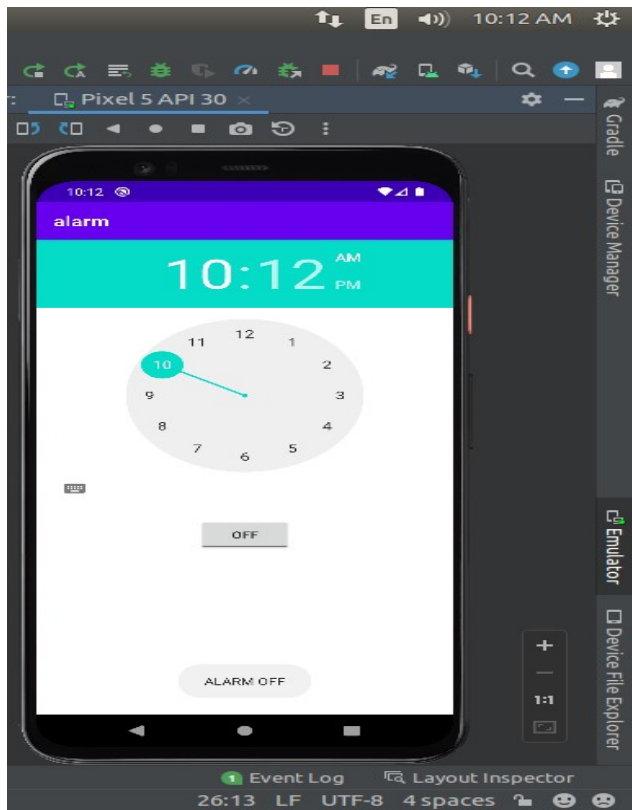 En 10:12 AM
: Pixel 5 API 30
Gradle
Device Manager
10:12
alarm
10:12 AM
PM
12
11 1
10 2
9 3
8 4
7 5
6
OFF
ALARM OFF
Emulator
Device File Explorer
1:1
1 Event Log Layout Inspector
26:13 LF UTF-8 4 spaces